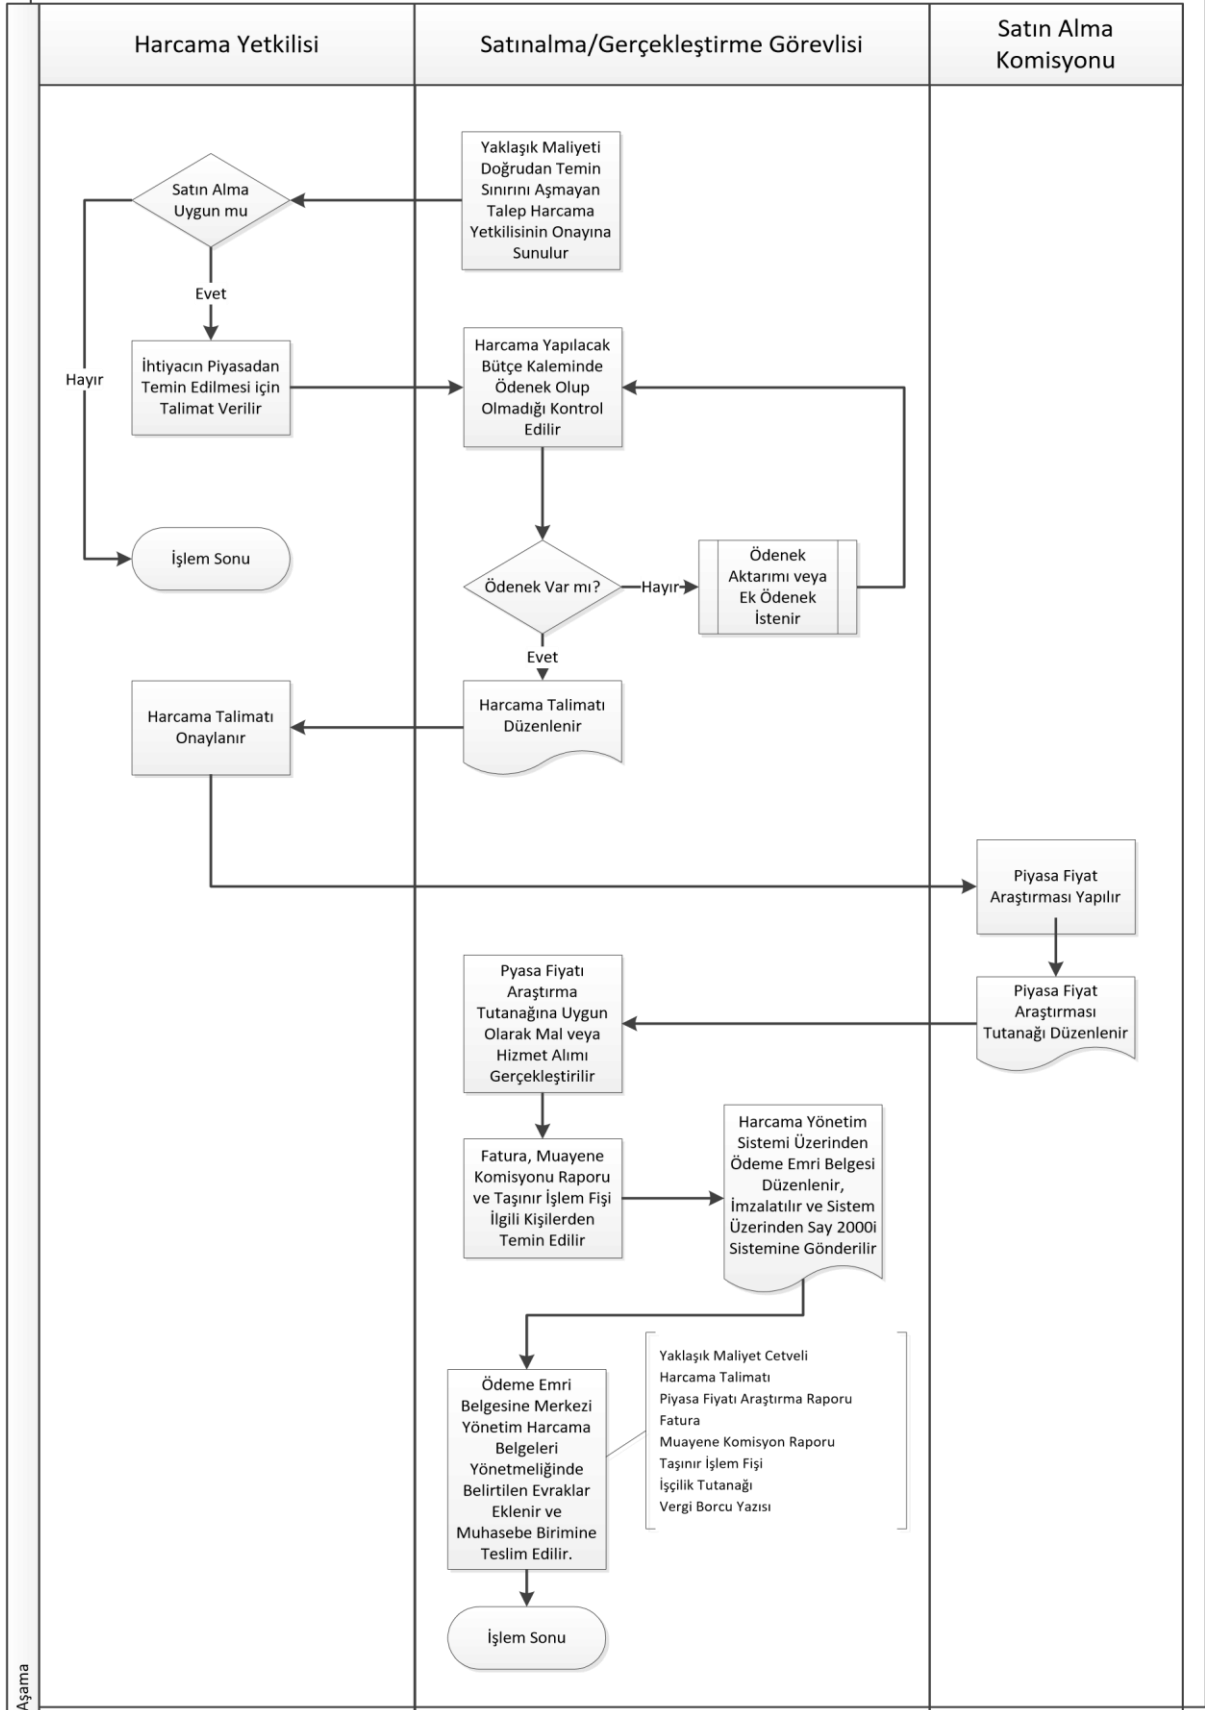 Harcama Yetkilisi
Satınalma/Gerçekleştirme Görevlisi
Satın Alma
Komisyonu
Yaklaşık Maliyeti
Doğrudan Temin
Sınırını Aşmayan
Talep Harcama
Yetkilisinin Onayına
Sunulur
Satın Alma
Uygun mu
Evet
Hayır
İhtiyacın Piyasadan
Temin Edilmesi için
Talimat Verilir
Harcama Yapılacak
Bütçe Kaleminde
Ödenek Olup
Olmadığı Kontrol
Edilir
İşlem Sonu
Ödenek Var mı?
Hayır
Ödenek
Aktarımı veya
Ek Ödenek
İstenir
Evet
Harcama Talimatı
Düzenlenir
Harcama Talimatı
Onaylanır
Piyasa Fiyat
Araştırması Yapılır
Piyasa Fiyat
Araştırması
Tutanağı Düzenlenir
Pyasa Fiyatı
Araştırma
Tutanağına Uygun
Olarak Mal veya
Hizmet Alımı
Gerçekleştirilir
Fatura, Muayene
Komisyonu Raporu
ve Taşınır İşlem Fişi
İlgili Kişilerden
Temin Edilir
Harcama Yönetim
Sistemi Üzerinden
Ödeme Emri Belgesi
Düzenlenir,
İmzalatılır ve Sistem
Üzerinden Say 2000i
Sistemine Gönderilir
Ödeme Emri
Belgesine Merkezi
Yönetim Harcama
Belgeleri
Yönetmeliğinde
Belirtilen Evraklar
Eklenir ve
Muhasebe Birimine
Teslim Edilir.
Yaklaşık Maliyet Cetveli
Harcama Talimatı
Piyasa Fiyatı Araştırma Raporu
Fatura
Muayene Komisyon Raporu
Taşınır İşlem Fişi
İşçilik Tutanağı
Vergi Borcu Yazısı
İşlem Sonu
Aşama